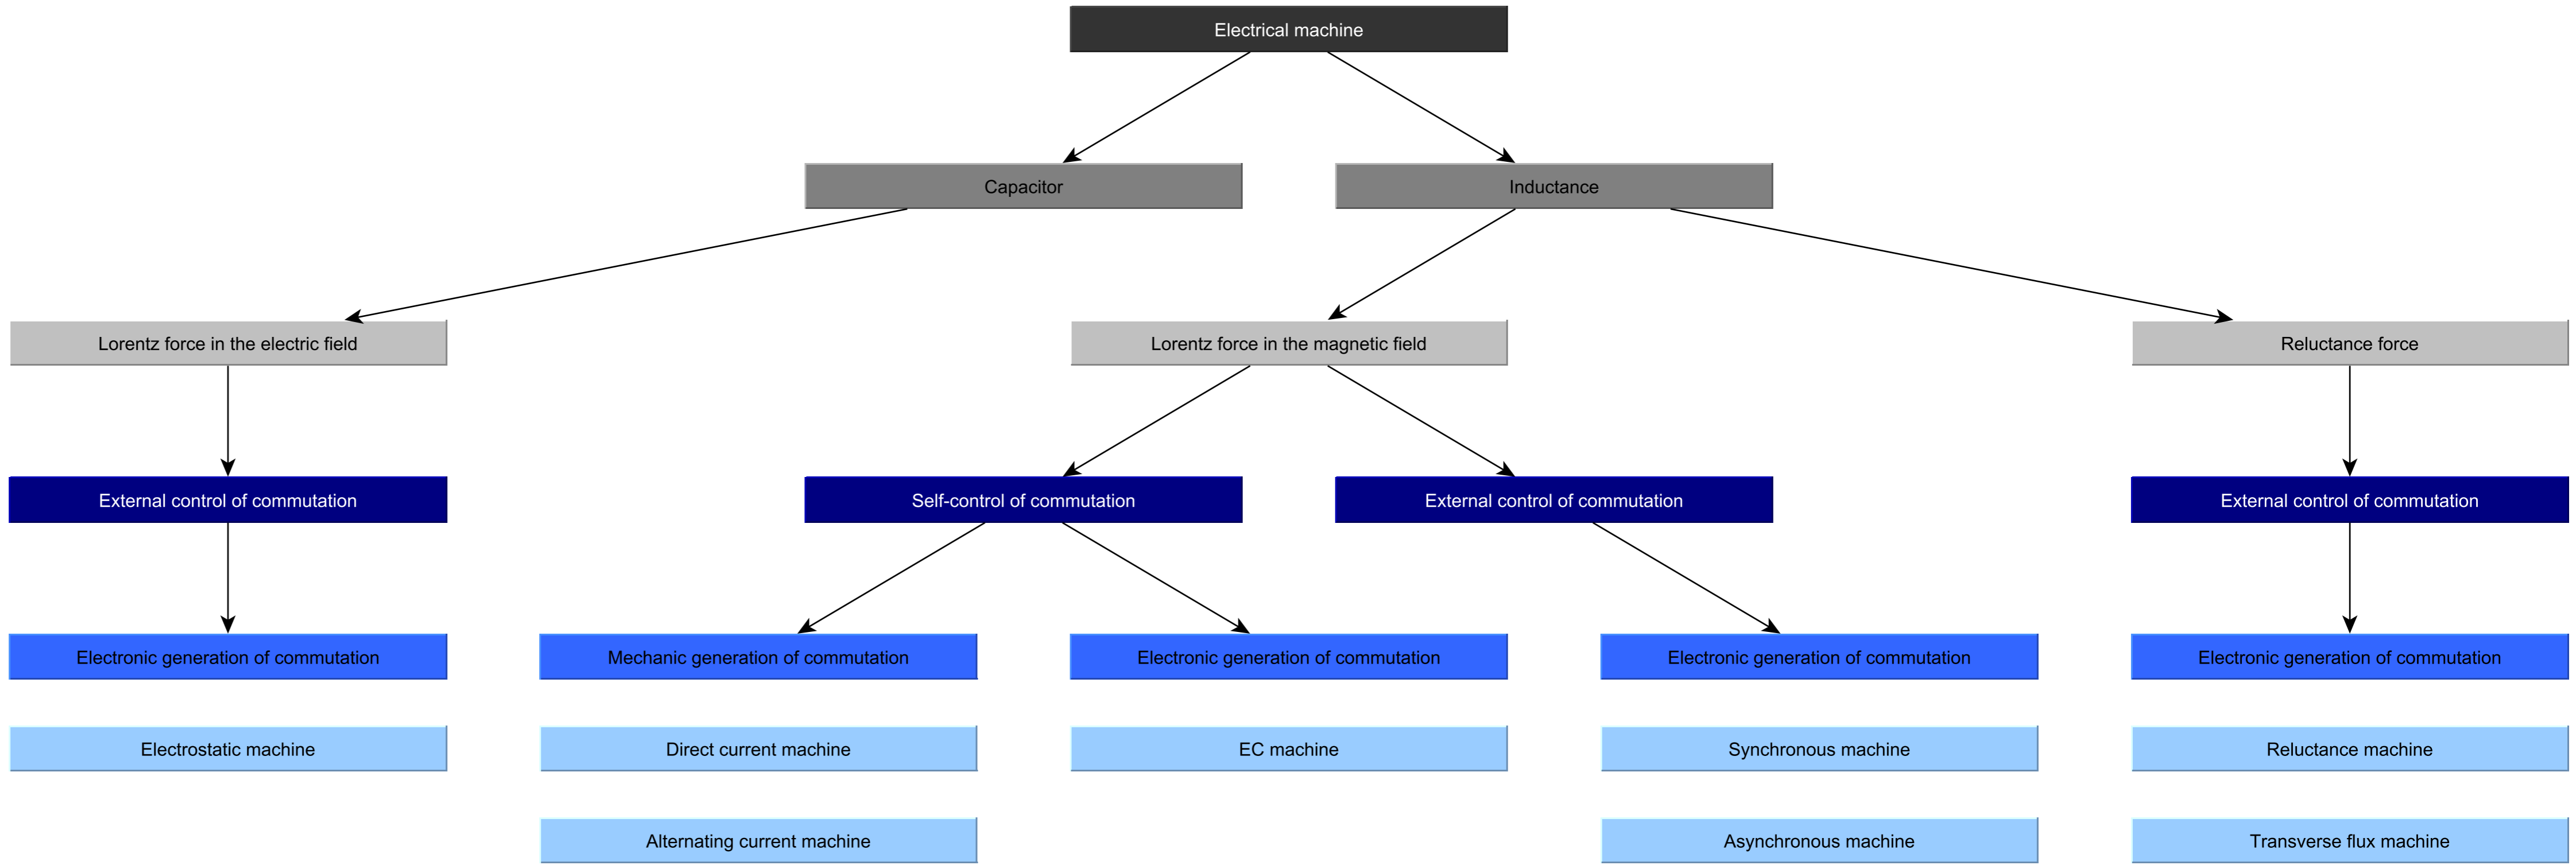 Electrical machine
Capacitor
Inductance
Lorentz force in the electric field
Lorentz force in the magnetic field
Reluctance force
External control of commutation
Self-control of commutation
External control of commutation
External control of commutation
Electronic generation of commutation
Mechanic generation of commutation
Electronic generation of commutation
Electronic generation of commutation
Electronic generation of commutation
Electrostatic machine
Direct current machine
EC machine
Synchronous machine
Reluctance machine
Alternating current machine
Asynchronous machine
Transverse flux machine